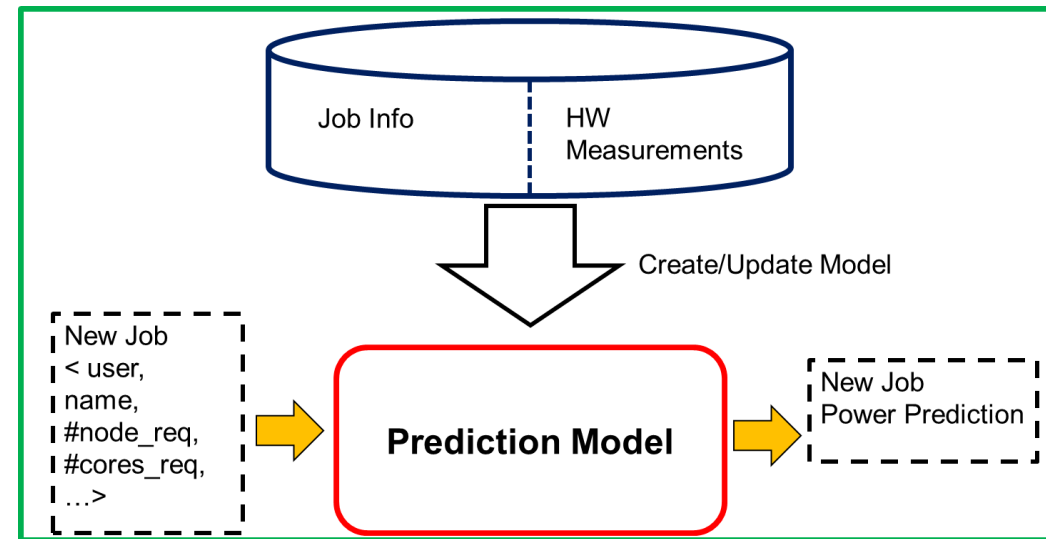 Job Info
HW
Measurements
Create/Update Model
New Job
< user,
name,
#node_req,
#cores_req,
…>
Prediction Model
New Job
Power Prediction